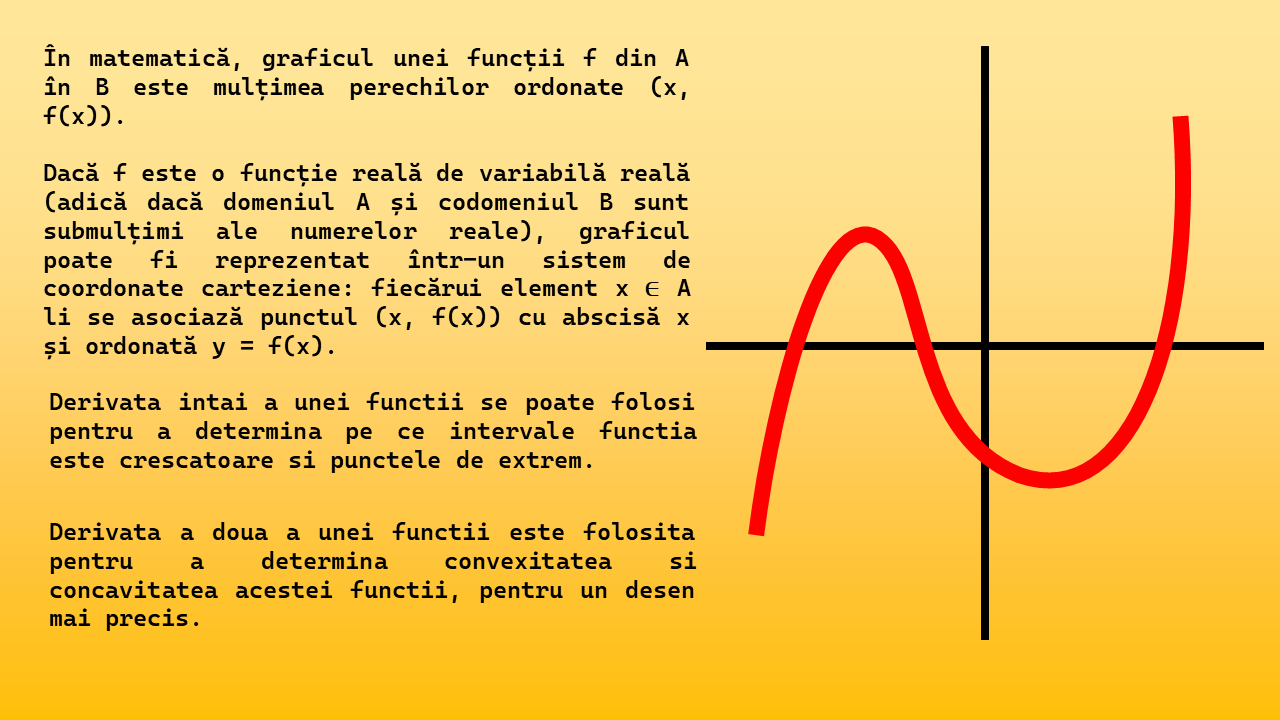 În matematică, graficul unei funcții f din A
în B este mulțimea perechilor ordonate (x,
f(x)).
Dacă f este o funcție reală de variabilă reală
(adică dacă domeniul A și codomeniul B sunt
submulțimi ale numerelor reale), graficul
poate fi reprezentat într-un sistem de
coordonate carteziene: fiecărui element x ∈ A
li se asociază punctul (x, f(x)) cu abscisă x
și ordonată y = f(x).
Derivata intai a unei functii se poate folosi
pentru a determina pe ce intervale functia
este crescatoare si punctele de extrem.
Derivata a doua a unei functii este folosita
pentru a determina convexitatea si
concavitatea acestei functii, pentru un desen
mai precis.